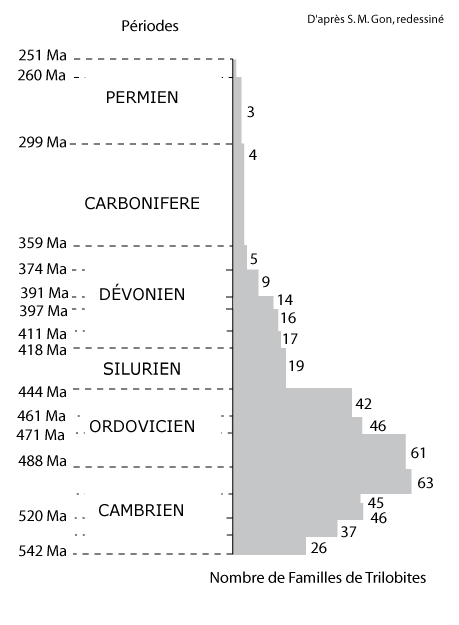 D'après S. M. Gon, redessiné
Périodes
251 Ma
260 Ma
PERMIEN
3
299 Ma
4
CARBONIFERE
359 Ma
5
374 Ma
9
391 Ma
DÉVONIEN
14
397 Ma
16
411 Ma
17
418 Ma
SILURIEN
19
444 Ma
42
461 Ma
ORDOVICIEN
46
471 Ma
61
488 Ma
63
45
CAMBRIEN
520 Ma
46
37
542 Ma
26
Nombre de Familles de Trilobites